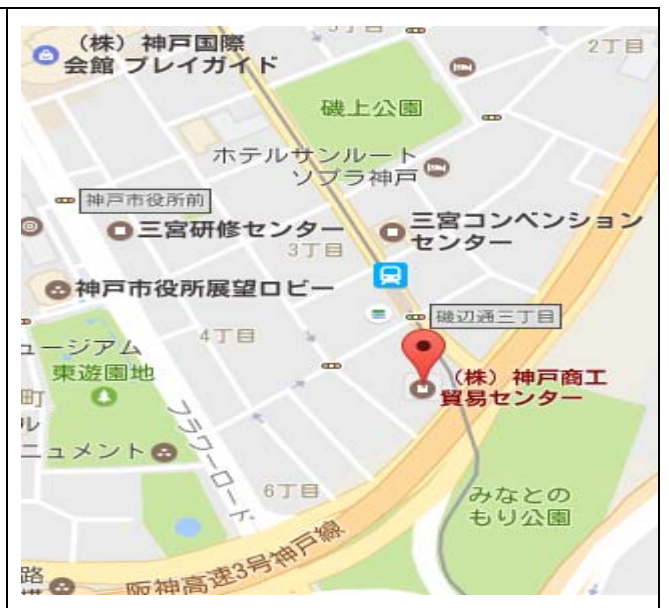 3丁目
(株)神戸国際
会館 プレイガイド
2丁目
磯上公園
ホテルサンルート
ソプラ神戸
神戸市役所前
三宮研修センター
3丁目
三宮コンベンション
センター
神戸市役所展望ロビー
磯辺通三丁目
4丁目
ュージアム
東遊園地
(株)神戸商工
貿易センター
町
ル
ニュメント
フラワーロード
6丁目
みなとの
もり公園
阪神高速3号神戸線
路